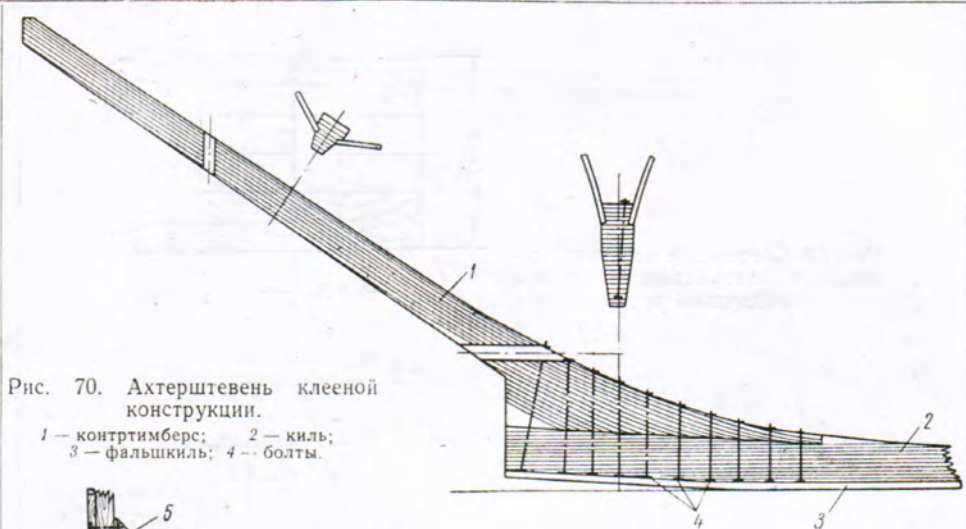 1
Рис. 70. Ахтерштевень клееной
конструкции.
1 — контртимберс; 2 — киль;
3 — фальшкиль; 4 -- болты.
2
3
4
5